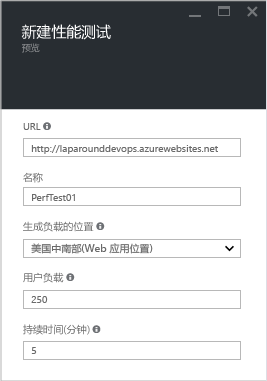 新建性能测试
预览
URL
http://laparounddevops.azurewebsites.net
名称
PerfTest01
生成负载的位置
美国中南部(Web 应用位置)
用户负载
250
持续时间(分钟)
5